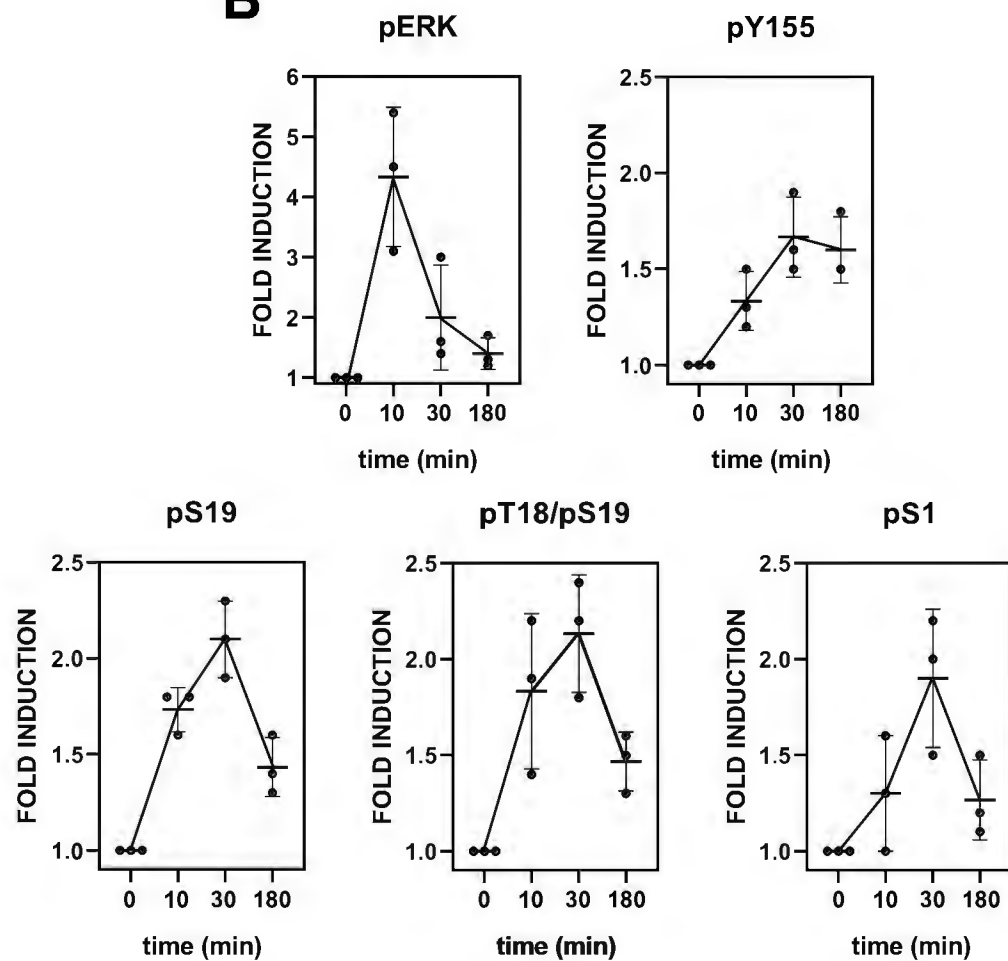 B
pERK
FOLD INDUCTION
6
5
4
3
2
1
0 10 30 180
time (min)
pY155
FOLD INDUCTION
2.5
2.0
1.5
1.0
0 10 30 180
time (min)
pS19
FOLD INDUCTION
2.5
2.0
1.5
1.0
0 10 30 180
time (min)
pT18/pS19
FOLD INDUCTION
2.5
2.0
1.5
1.0
0 10 30 180
time (min)
pS1
FOLD INDUCTION
2.5
2.0
1.5
1.0
0 10 30 180
time (min)